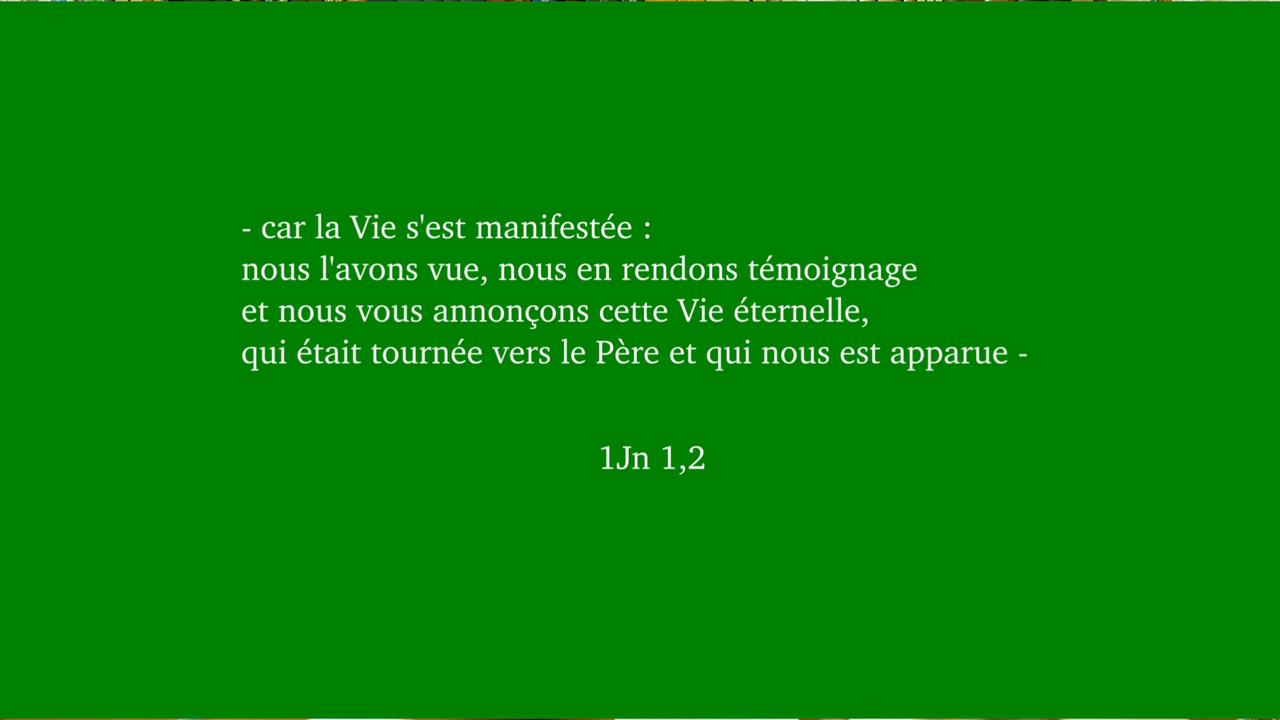 - car la Vie s'est manifestée :
nous l'avons vue, nous en rendons témoignage
et nous vous annonçons cette Vie éternelle,
qui était tournée vers le Père et qui nous est apparue -
1Jn 1,2